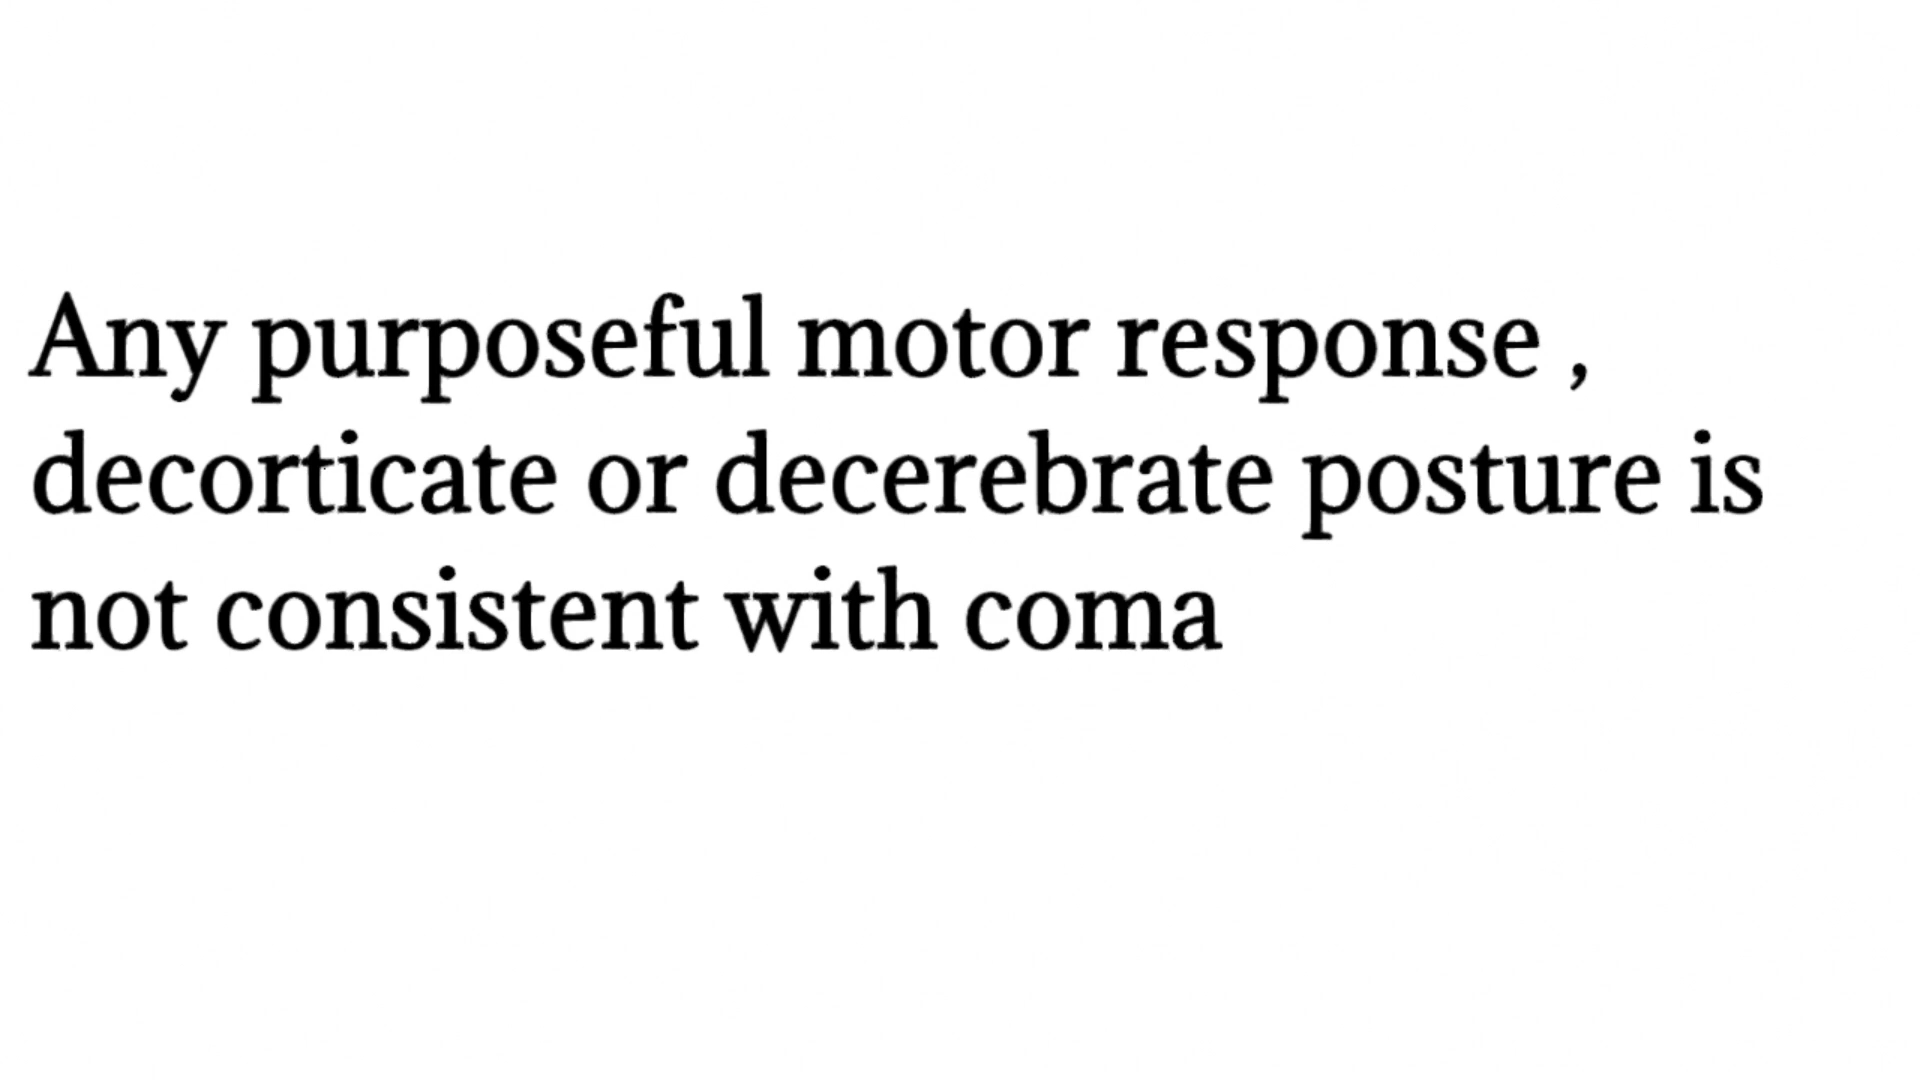 Any purposeful motor response ,
decorticate or decerebrate posture is
not consistent with coma